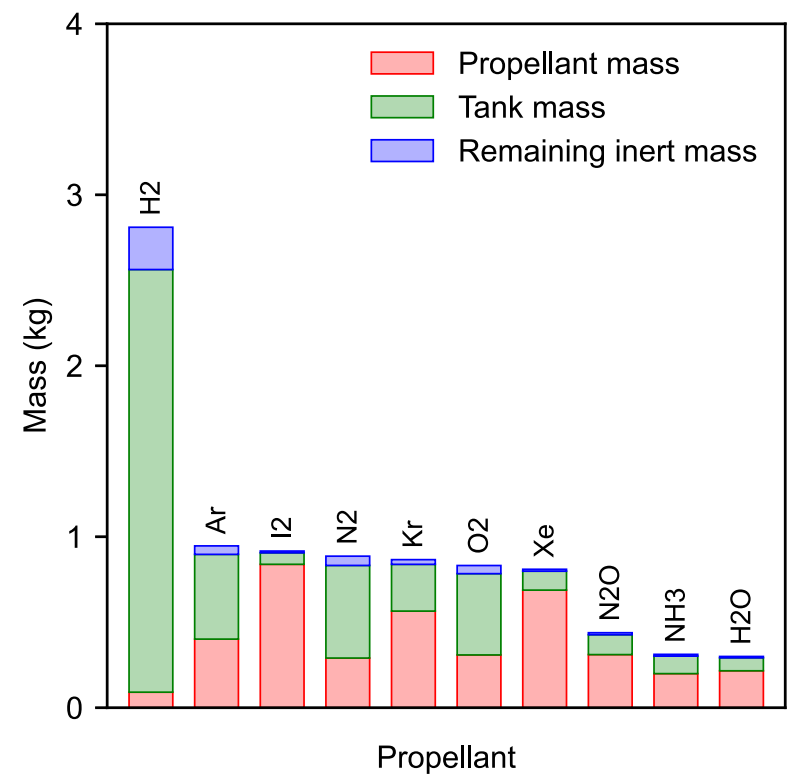 4
Propellant mass
Tank mass
Remaining inert mass
3
H2
2
Mass (kg)
Ar
I2
N2
Kr
O2
Xe
N2O
NH3
H2O
1
0
Propellant